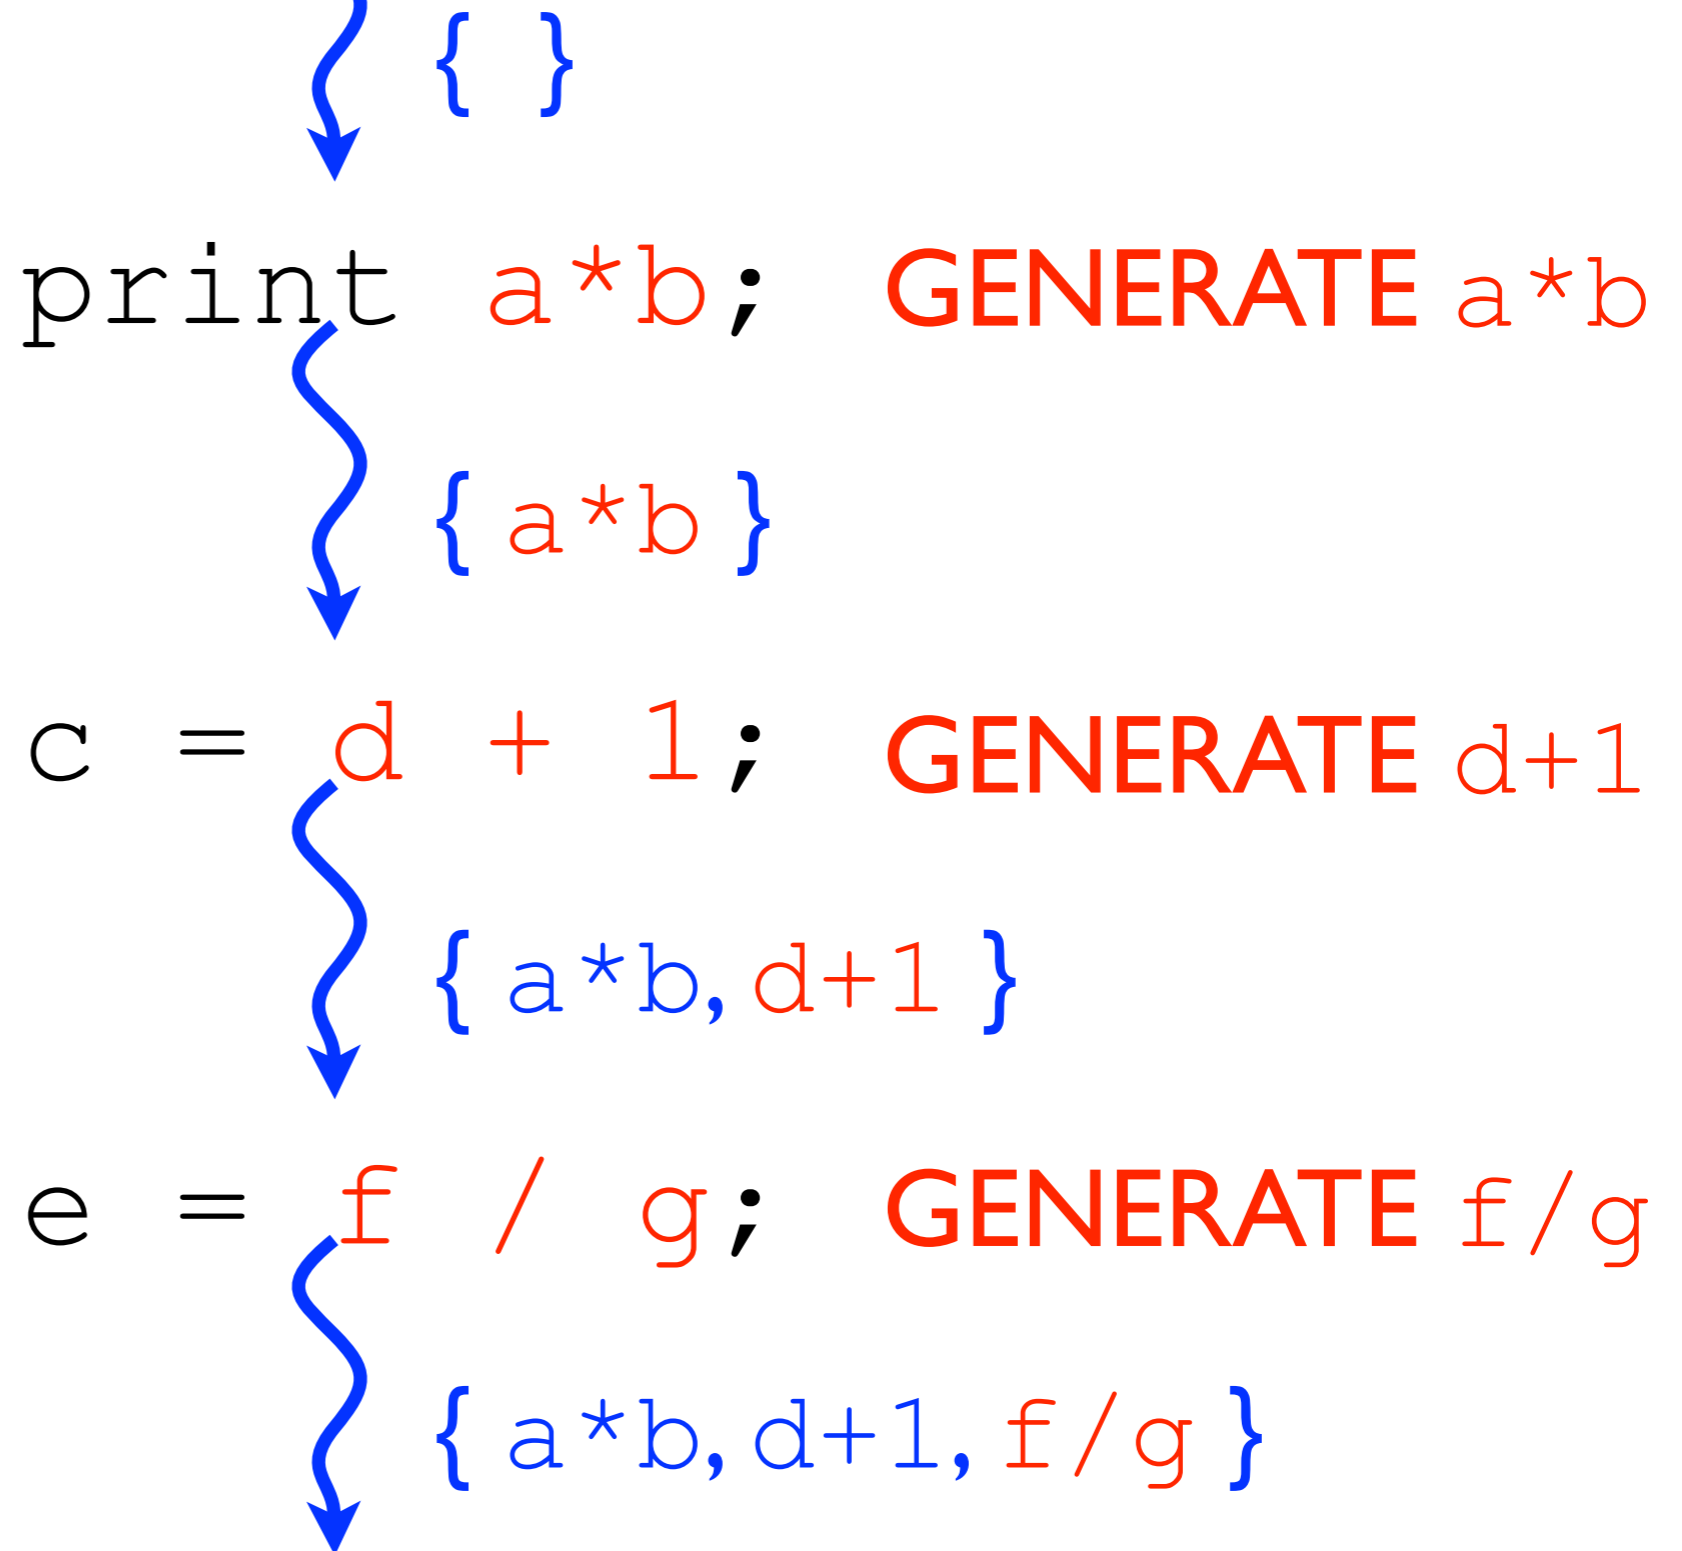 { }
print a*b; GENERATE a*b
{ a*b }
c = d + 1; GENERATE d+1
{ a*b, d+1 }
e = f / g; GENERATE f/g
{ a*b, d+1, f/g }